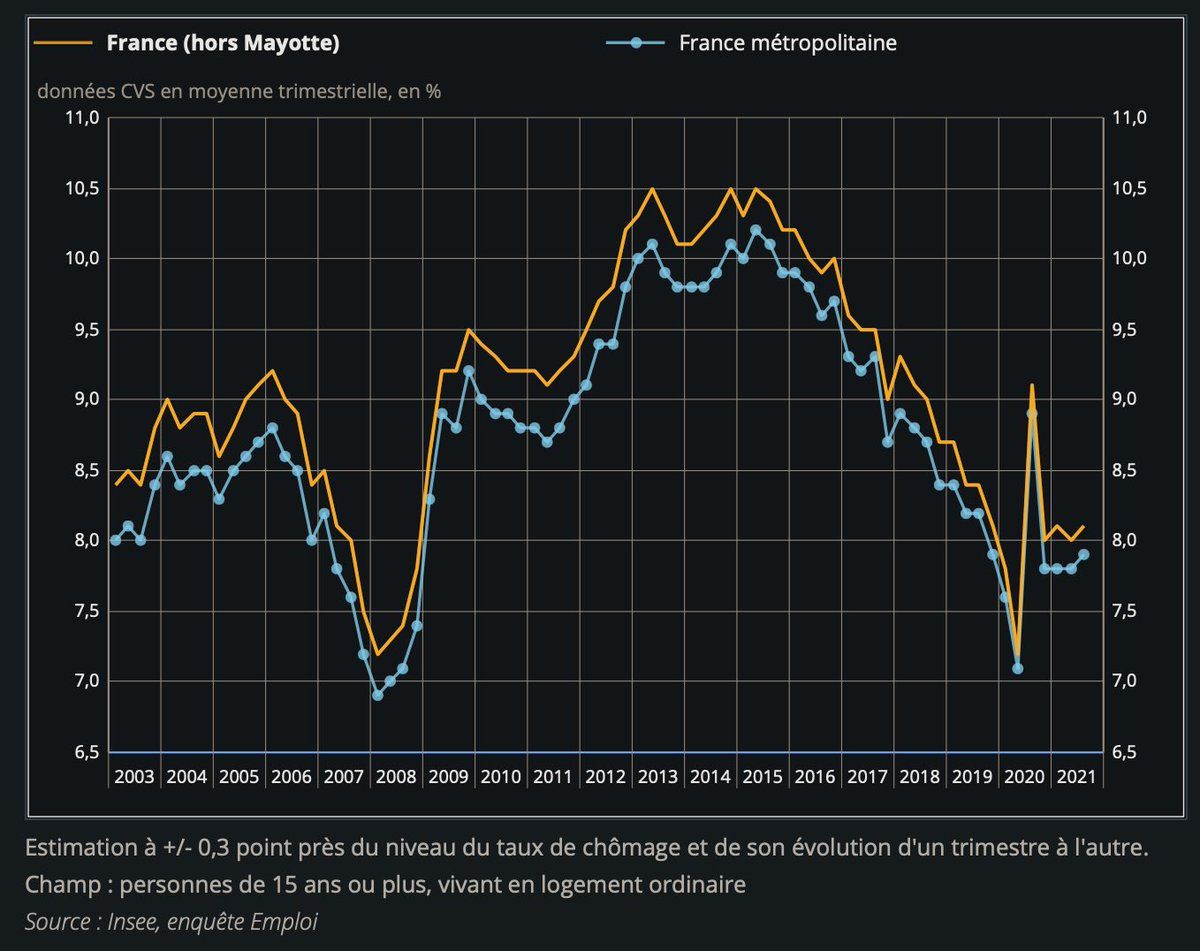 France (hors Mayotte) France métropolitaine
données CVS en moyenne trimestrielle, en %
11,0 11,0
10,5 10,5
10,0 10,0
9,5 9,5
9,0 9,0
8,5 8,5
8,0 8,0
7,5 7,5
7,0 7,0
6,5 6,5
2003 2004 2005 2006 2007 2008 2009 2010 2011 2012 2013 2014 2015 2016 2017 2018 2019 2020 2021
Estimation à +/- 0,3 point près du niveau du taux de chômage et de son évolution d'un trimestre à l'autre.
Champ : personnes de 15 ans ou plus, vivant en logement ordinaire
Source : Insee, enquête Emploi